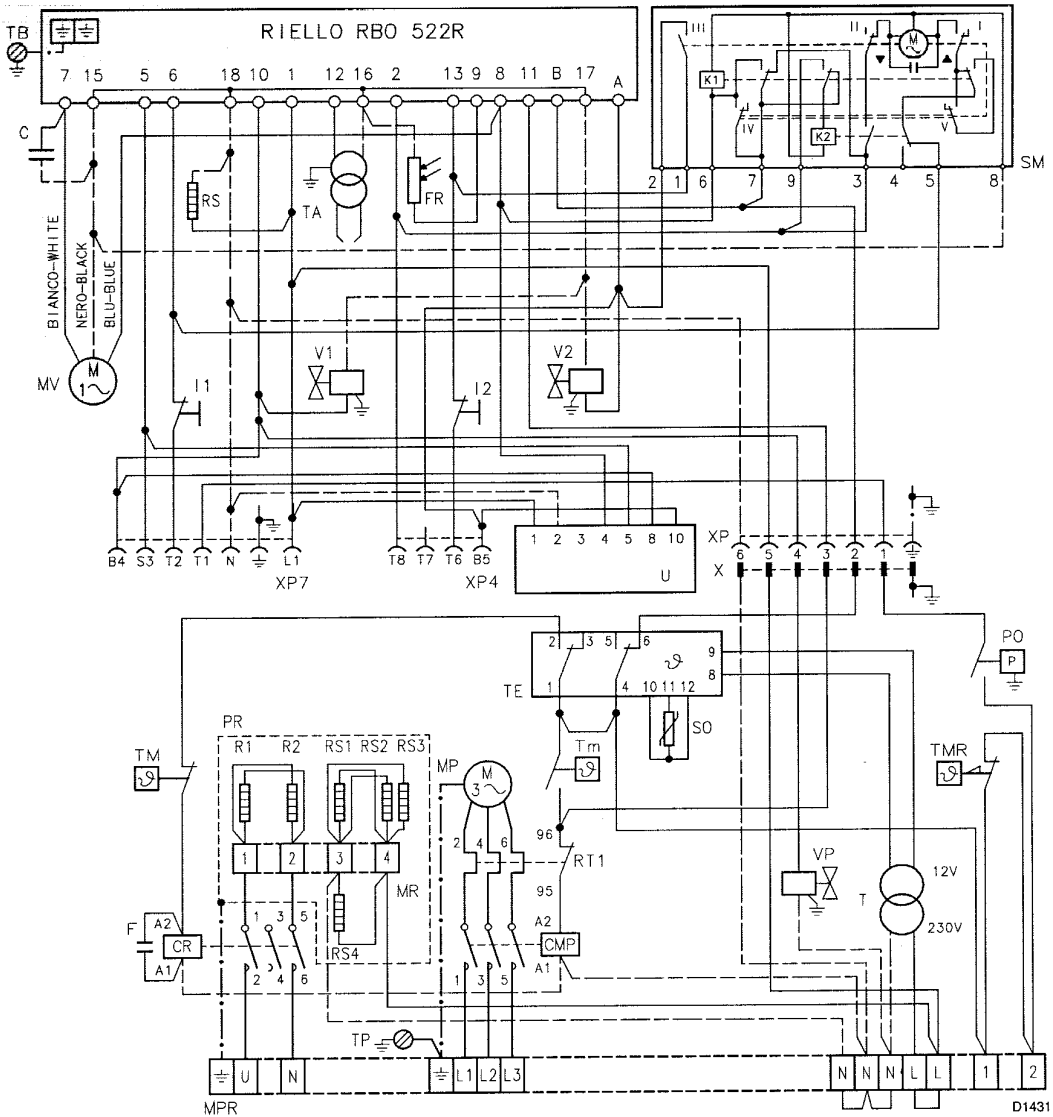 RIELLO RBO 522R
TB
7 15 5 6 18 10 1 12 16 2 13 9 8 11 B 17 A
III II M I
K1
IV K2 V
SM
2 1 6 7 9 3 4 5 8
C
RS
TA
FR
BIANCO-WHITE
NERO-BLACK
BLU-BLUE
MV
M
1
I1
V1
I2
V2
B4 S3 T2 T1 N L1
XP7
T8 T7 T6 B5
XP4
1 2 3 4 5 8 10
U
XP
6 5 4 3 2 1
X
2 3 5 6
9
8
1 4 10 11 12
TE
SO
PO
P
PR
R1 R2 RS1 RS2 RS3
TM
MP
M
3
Tm
TMR
1 2 3 4
MR
RS4
2 4 6
96
RT1
95
VP
T
12V
230V
F
A2
CR
A1
1 3 5
2 4 6
A2
CMP
A1
1 3 5
TP
U N
L1 L2 L3
N N N L L 1 2
MPR
D1431